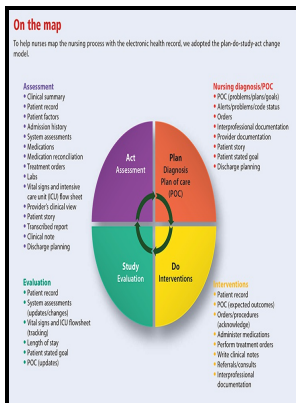 On the map
To help nurses map the nursing process with the electronic health record, we adopted the plan-do-study-act change
model.
Assessment
• Clinical summary
• Patient record
• Patient factors
• Admission history
• System assessments
• Medications
• Medication reconciliation
• Treatment orders
• Labs
• Vital signs and intensive
care unit (ICU) flow sheet
• Provider's clinical view
• Patient story
• Transcribed report
• Clinical note
• Discharge planning
Nursing diagnosis/POC
• POC (problems/plans/goals)
• Alerts/problems/code status
• Orders
• Interprofessional documentation
• Provider documentation
• Patient story
• Patient stated goal
• Discharge planning
Act
Assessment
Plan
Diagnosis
Plan of care
(POC)
Study
Evaluation
Do
Interventions
Evaluation
• Patient record
• System assessments
(updates/changes)
• Vital signs and ICU flowsheet
(tracking)
• Length of stay
• Patient stated goal
• POC (updates)
Interventions
• Patient record
• POC (expected outcomes)
• Orders/procedures
(acknowledge)
• Administer medications
• Perform treatment orders
• Write clinical notes
• Referrals/consults
• Interprofessional
documentation